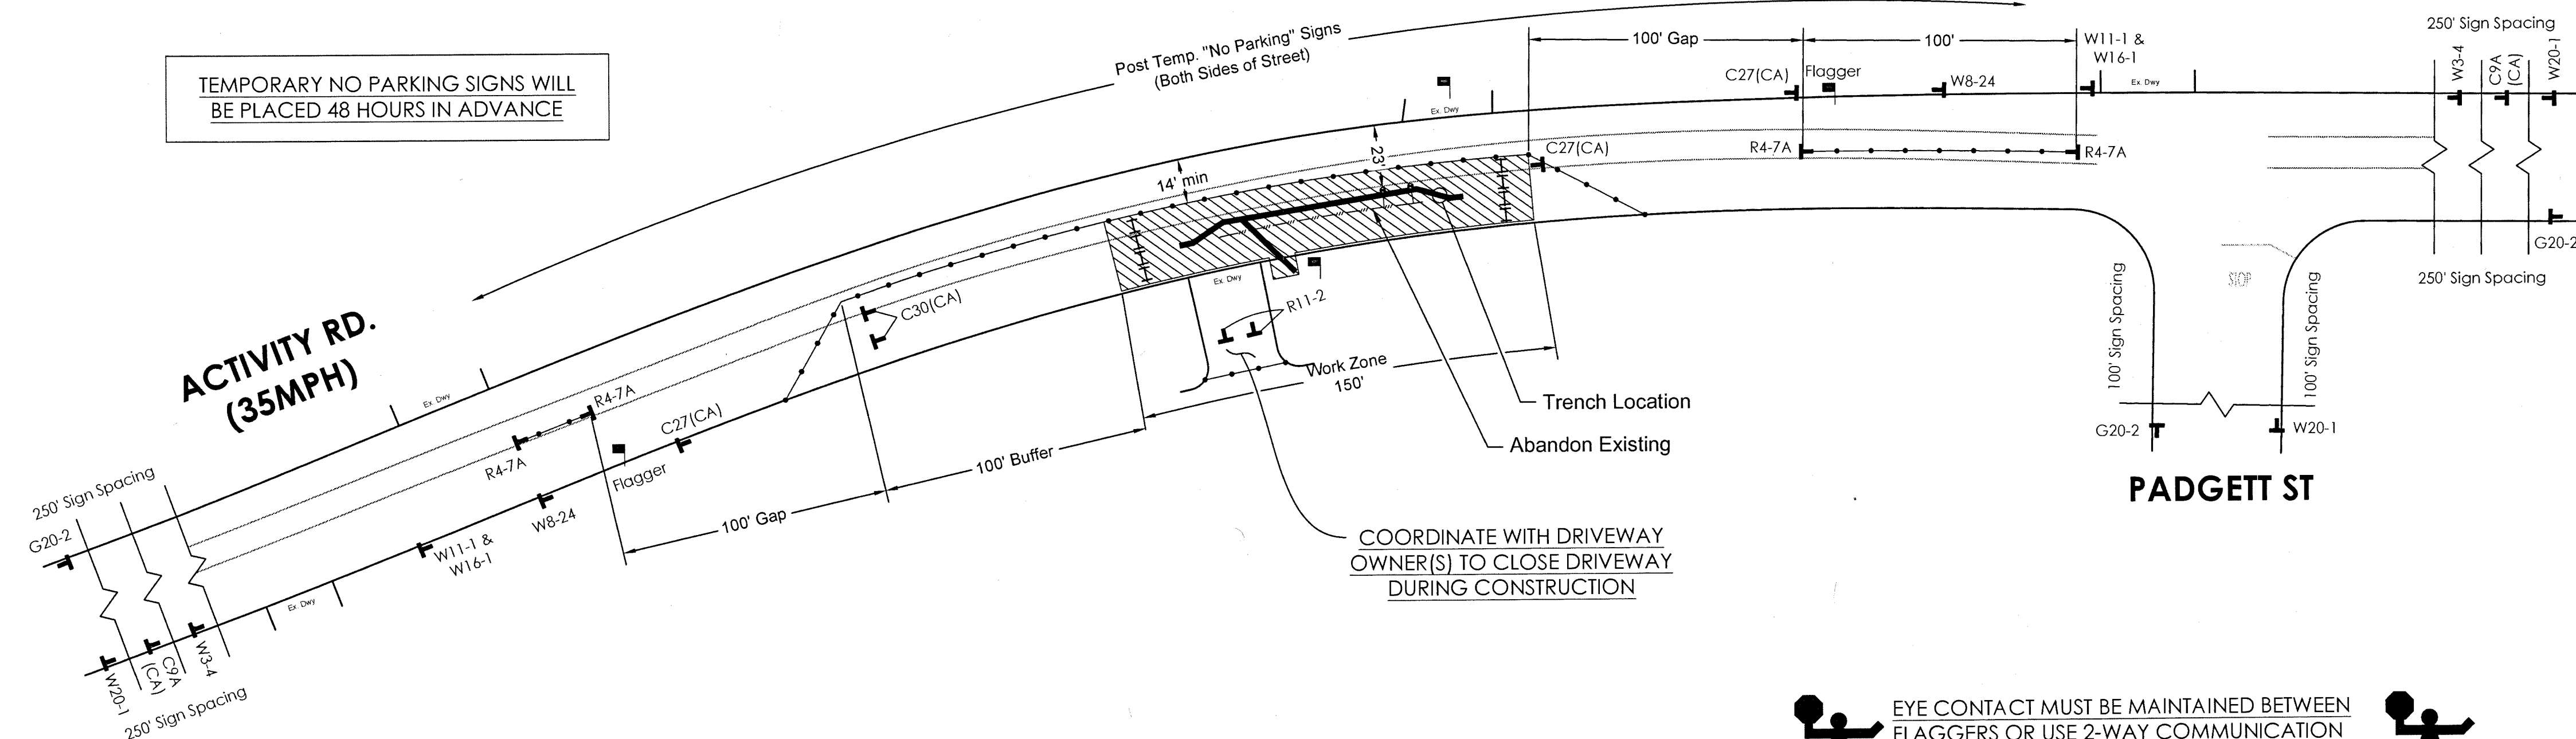 TEMPORARY NO PARKING SIGNS WILL
BE PLACED 48 HOURS IN ADVANCE
Post Temp. "No Parking" Signs
(Both Sides of Street)
100' Gap
100'
W11-1 &
W16-1
Ex. Dwy
250' Sign Spacing
W3-4
C9A
(CA)
W20-1
C27(CA)
Flagger
W8-24
Ex. Dwy
R4-7A
R4-7A
C27(CA)
23'
14' min
G20-2
250' Sign Spacing
ACTIVITY RD.
(35MPH)
Ex. Dwy
C30(CA)
Ex. Dwy
R11-2
Work Zone
150'
Trench Location
Abandon Existing
R4-7A
R4-7A
C27(CA)
Flagger
W8-24
W11-1 &
W16-1
100' Gap
100' Buffer
250' Sign Spacing
G20-2
Ex. Dwy
W20-1
C9A
(CA)
W3-4
250' Sign Spacing
STOP
100' Sign Spacing
100' Sign Spacing
G20-2
W20-1
PADGETT ST
COORDINATE WITH DRIVEWAY
OWNER(S) TO CLOSE DRIVEWAY
DURING CONSTRUCTION
EYE CONTACT MUST BE MAINTAINED BETWEEN
FLAGGERS OR USE 2-WAY COMMUNICATION